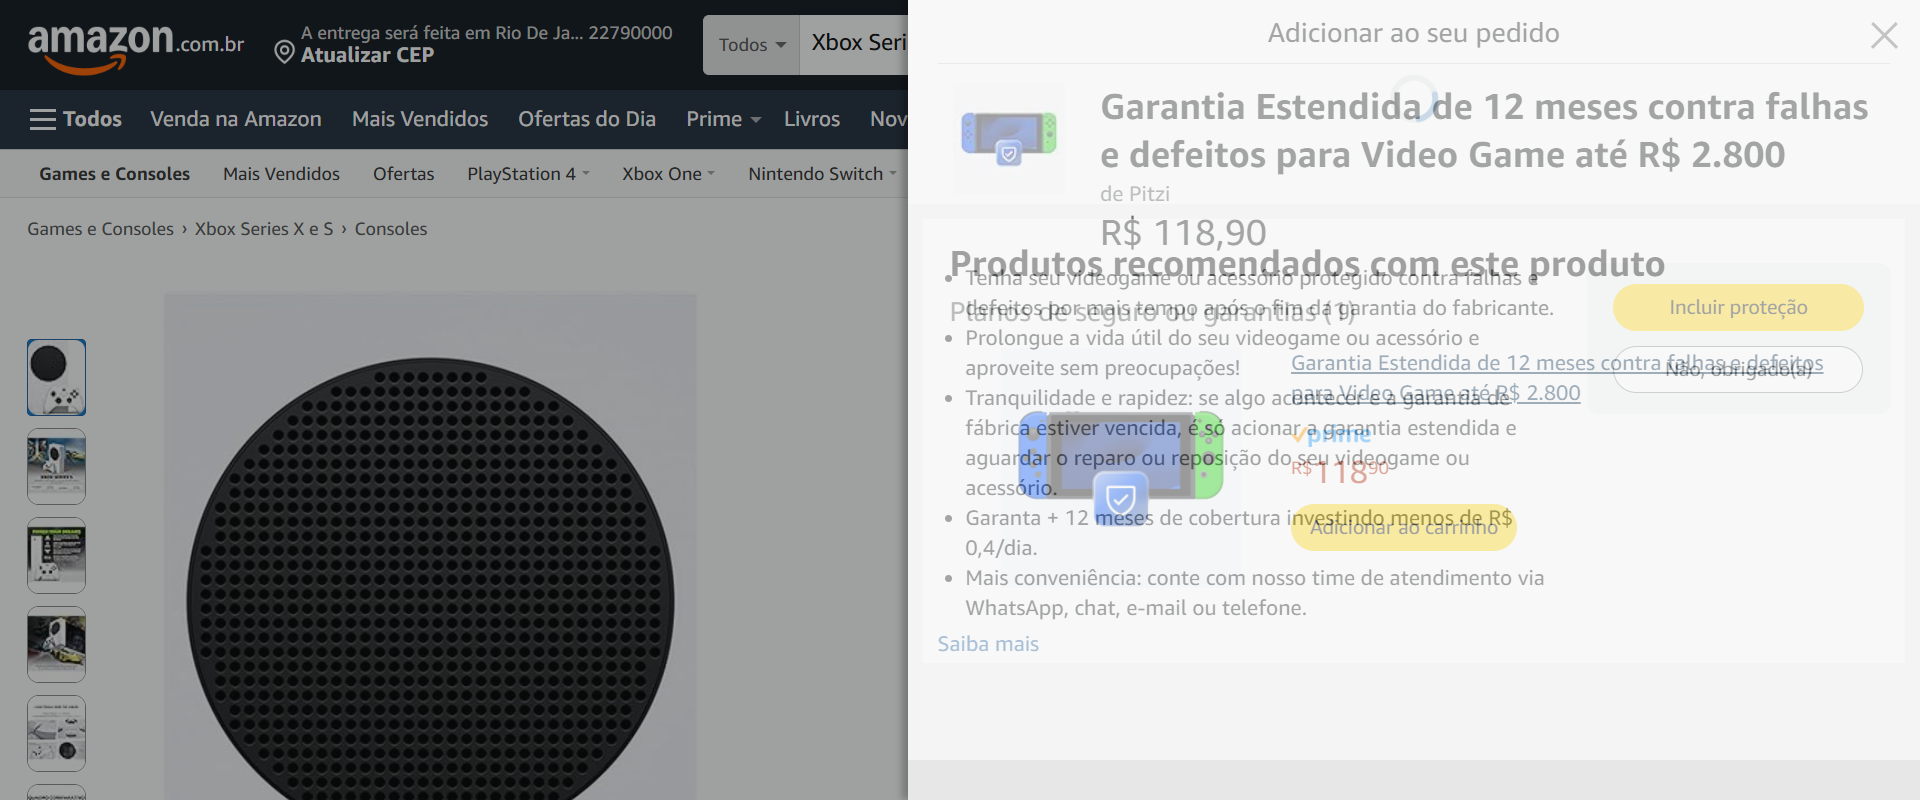 amazon.com.br
A entrega será feita em Rio De Ja... 22790000
Atualizar CEP
Todos
Xbox Seri
Todos
Venda na Amazon
Mais Vendidos
Ofertas do Dia
Prime
Livros
Nov
Games e Consoles
Mais Vendidos
Ofertas
PlayStation 4
Xbox One
Nintendo Switch
Games e Consoles › Xbox Series X e S › Consoles
Adicionar ao seu pedido
Garantia Estendida de 12 meses contra falhas
e defeitos para Video Game até R$ 2.800
de Pitzi
R$ 118,90
Produtos recomendados com este produto
Planos de seguro ou garantias (1)
• Tenha seu videogame ou acessório protegido contra falhas e
defeitos por mais tempo após o fim da garantia do fabricante.
• Prolongue a vida útil do seu videogame ou acessório e
aproveite sem preocupações!
• Tranquilidade e rapidez: se algo acontecer e a garantia de
fábrica estiver vencida, é só acionar a garantia estendida e
aguardar o reparo ou reposição do seu videogame ou
acessório.
• Garanta + 12 meses de cobertura investindo menos de R$
0,4/dia.
• Mais conveniência: conte com nosso time de atendimento via
WhatsApp, chat, e-mail ou telefone.
Saiba mais
Incluir proteção
Não, obrigado(a)
Garantia Estendida de 12 meses contra falhas e defeitos
para Video Game até R$ 2.800
prime
R$11890
Adicionar ao carrinho